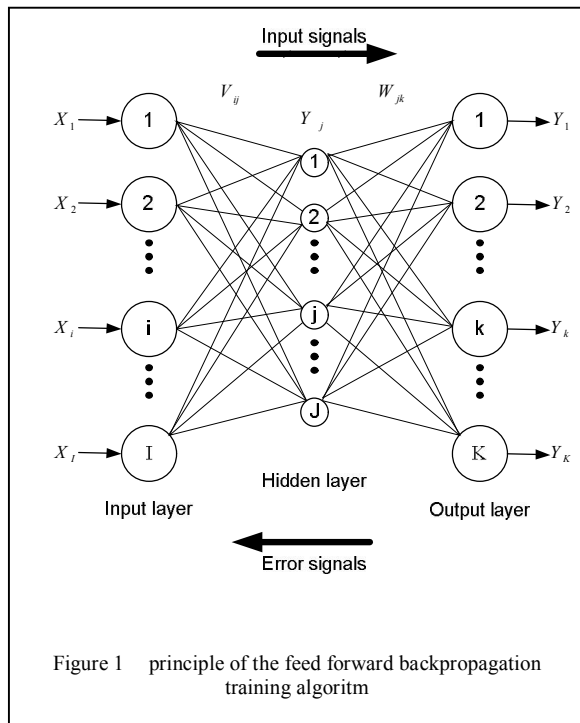 Input signals
V_ij Y_j W_jk
X_1 1 1 Y_1
1
X_2 2 2 Y_2
2
X_i i j k Y_k
J
X_I I K Y_K
Hidden layer
Input layer Output layer
Error signals
Figure 1 principle of the feed forward backpropagation
training algoritm